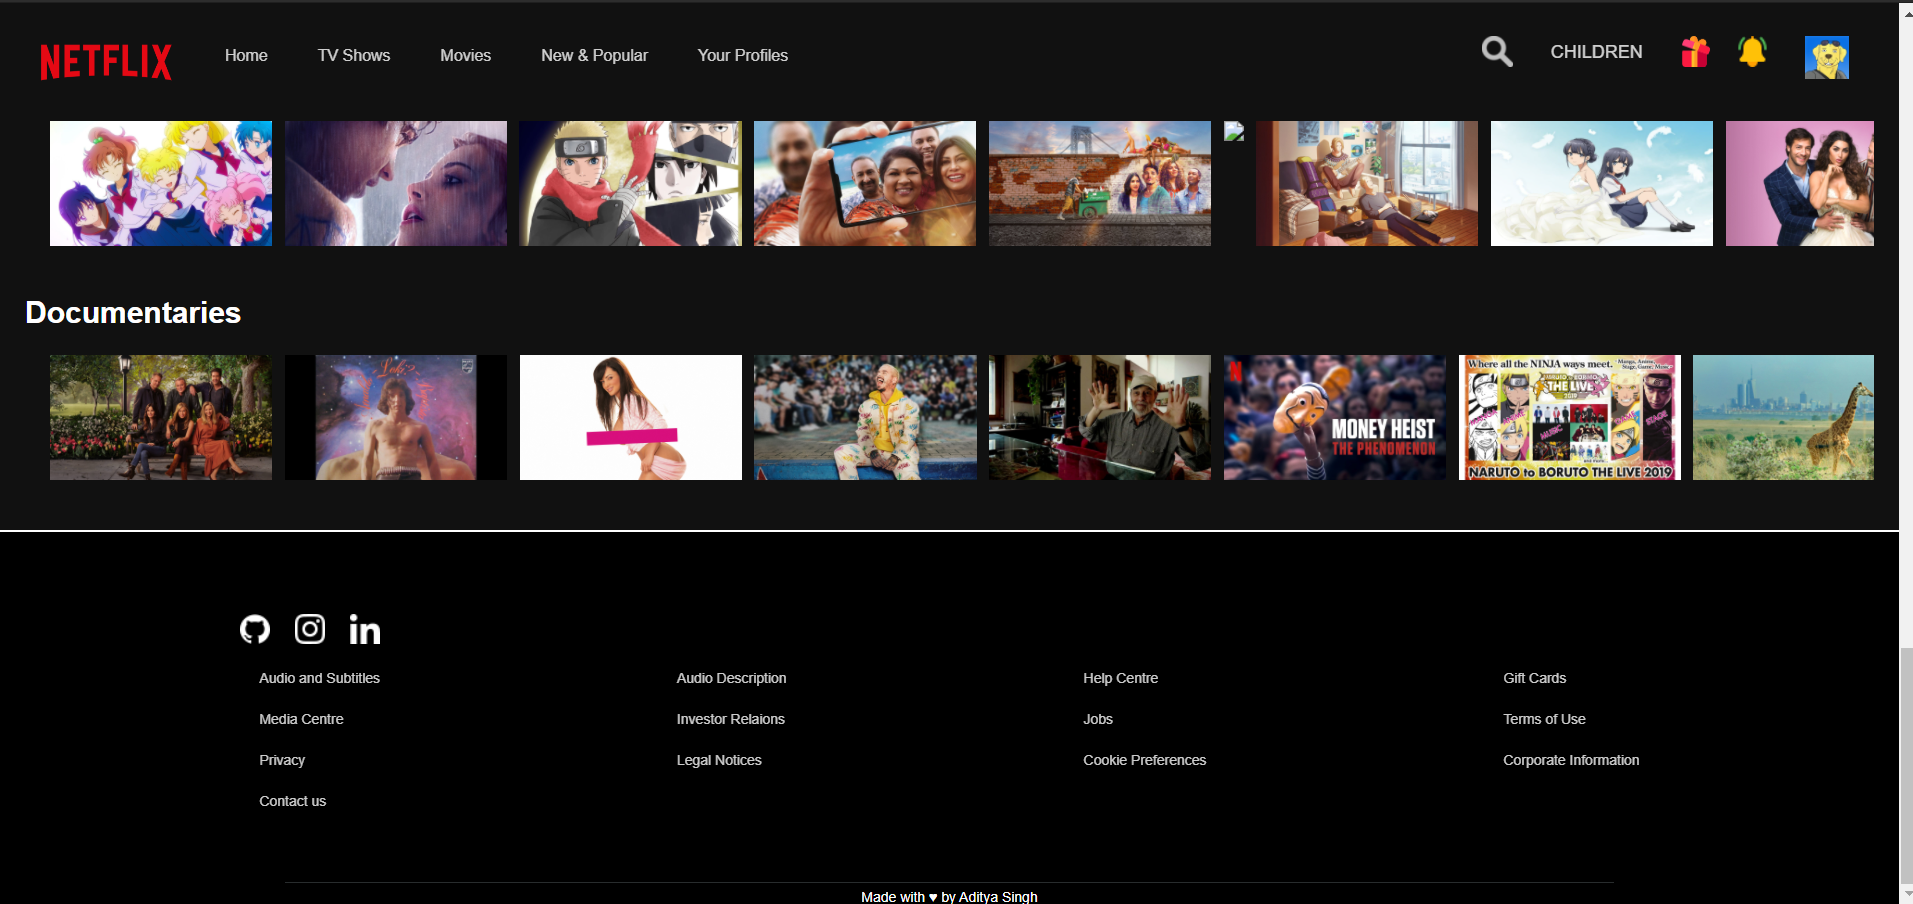 NETFLIX
Home
TV Shows
Movies
New & Popular
Your Profiles
CHILDREN
Documentaries
MONEY HEIST
THE PHENOMENON
Where all the NINJA ways meet.
THE LIVE
2019
MUSIC
NARUTO to BORUTO THE LIVE 2019
Audio and Subtitles
Audio Description
Help Centre
Gift Cards
Media Centre
Investor Relaions
Jobs
Terms of Use
Privacy
Legal Notices
Cookie Preferences
Corporate Information
Contact us
Made with ♥ by Aditya Singh